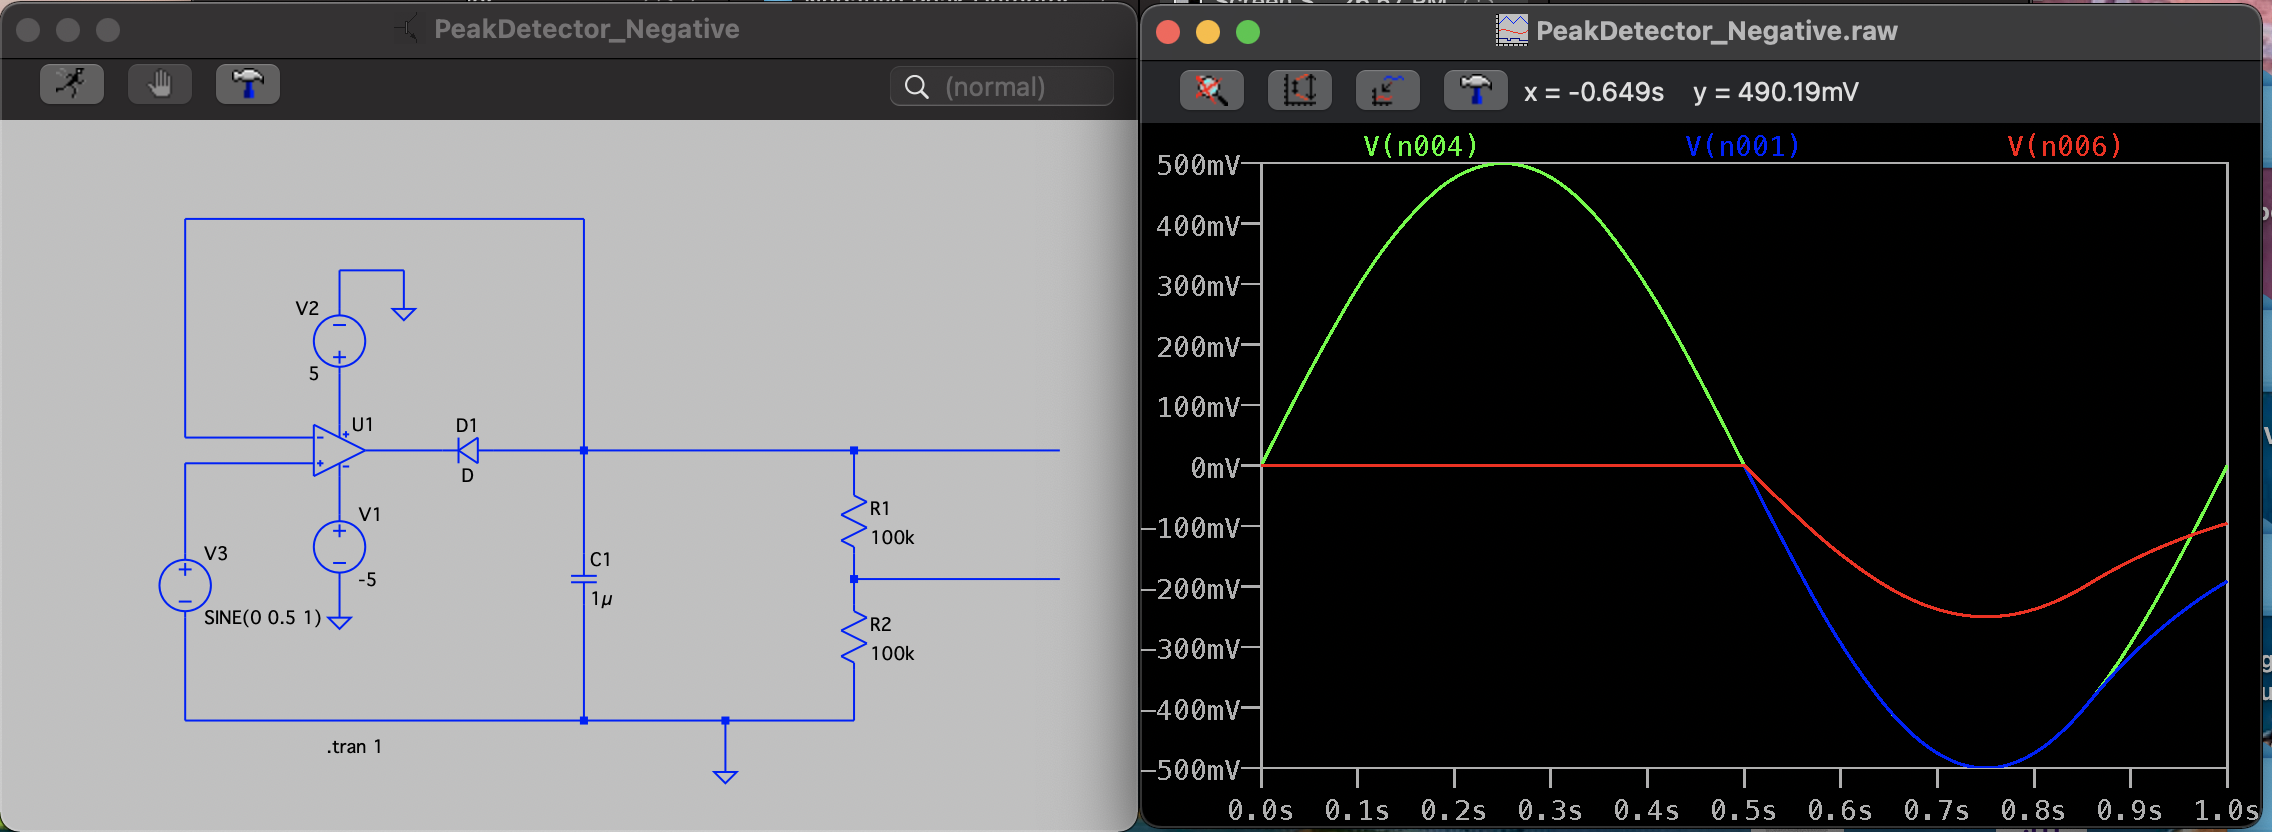 PeakDetector_Negative
(normal)
V2
5
U1
D1
D
V1
-5
V3
SINE(0 0.5 1)
C1
1µ
R1
100k
R2
100k
.tran 1
PeakDetector_Negative.raw
x = -0.649s y = 490.19mV
V(n004) V(n001) V(n006)
500mV
400mV
300mV
200mV
100mV
0mV
-100mV
-200mV
-300mV
-400mV
-500mV
0.0s 0.1s 0.2s 0.3s 0.4s 0.5s 0.6s 0.7s 0.8s 0.9s 1.0s